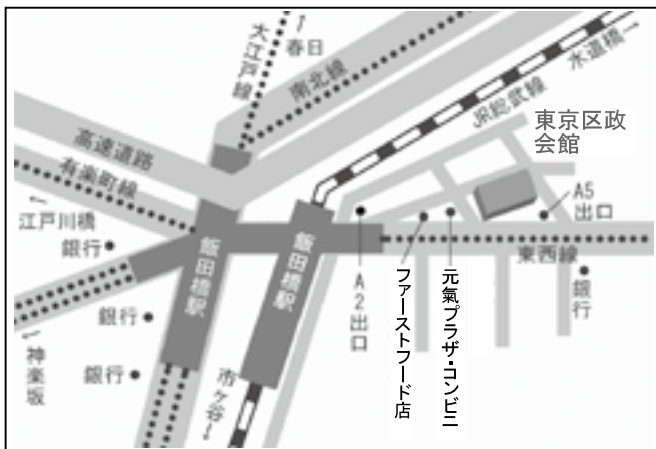 大江戸線
↑
春日
南北線
水道橋→
JR総武線
高速道路
有楽町線
↑
江戸川橋
東京区政
会館
A5
出口
銀行
飯田橋駅
飯田橋駅
東西線
A2出口
ファーストフード店
元氣プラザ・コンビニ
銀行
銀行
↑
神楽坂
銀行
市ヶ谷↓